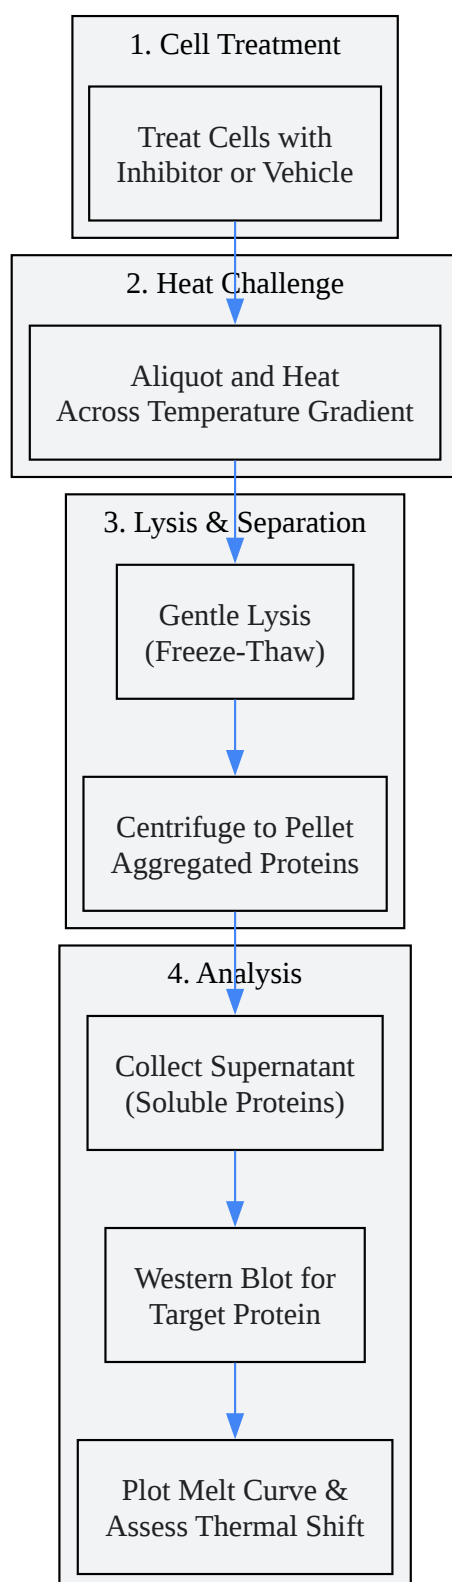 1. Cell Treatment
Treat Cells with
Inhibitor or Vehicle
2. Heat Challenge
Aliquot and Heat
Across Temperature Gradient
3. Lysis & Separation
Gentle Lysis
(Freeze-Thaw)
Centrifuge to Pellet
Aggregated Proteins
4. Analysis
Collect Supernatant
(Soluble Proteins)
Western Blot for
Target Protein
Plot Melt Curve &
Assess Thermal Shift